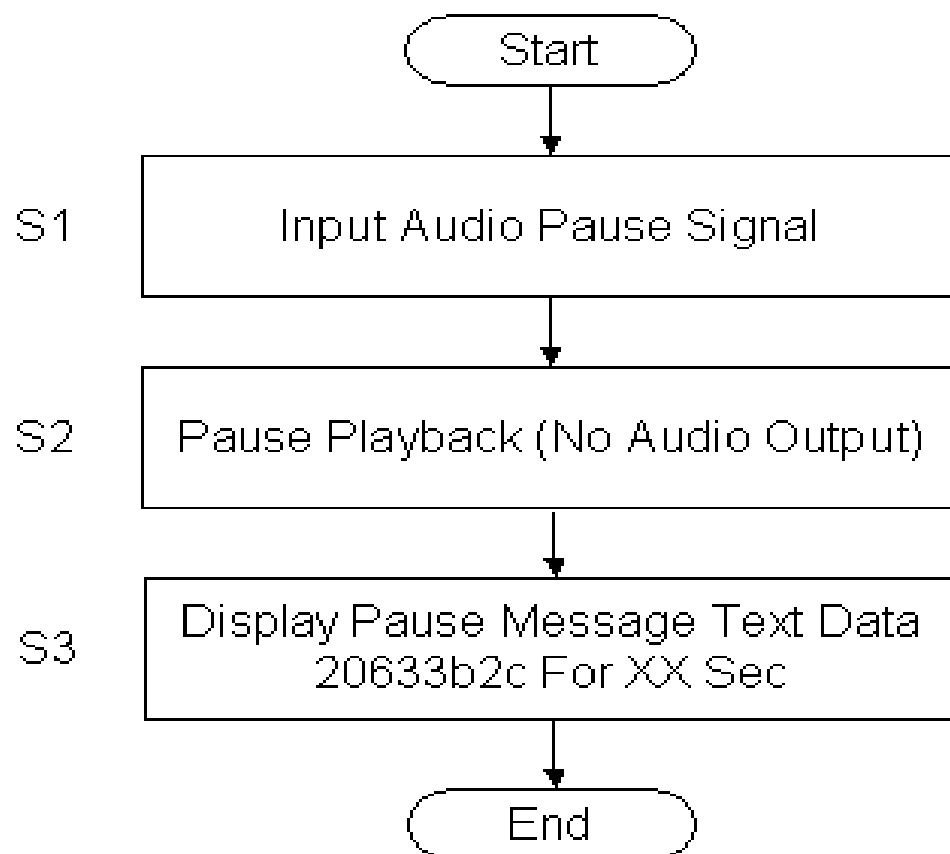 Start
S1
Input Audio Pause Signal
S2
Pause Playback (No Audio Output)
S3
Display Pause Message Text Data
20633b2c For XX Sec
End